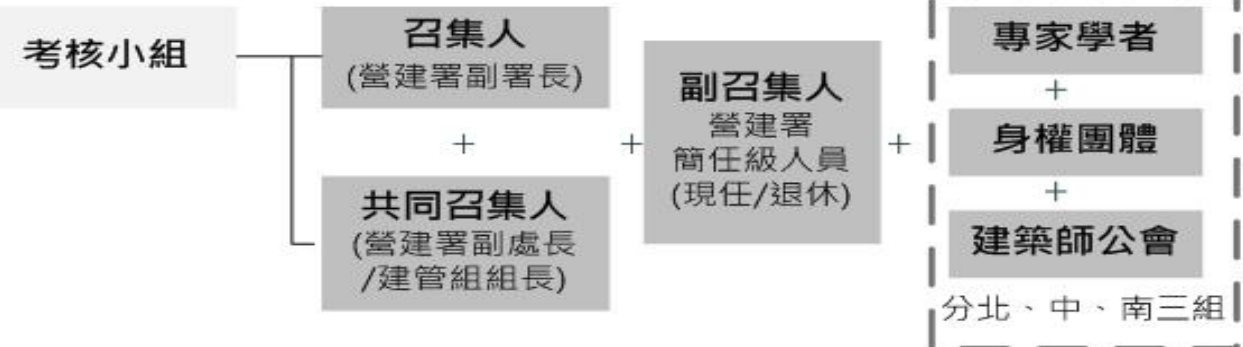 考核小組
召集人
(營建署副署長)
+
共同召集人
(營建署副處長
/建管組組長)
+
副召集人
營建署
簡任級人員
(現任/退休)
+
專家學者
+
身權團體
+
建築師公會
分北、中、南三組